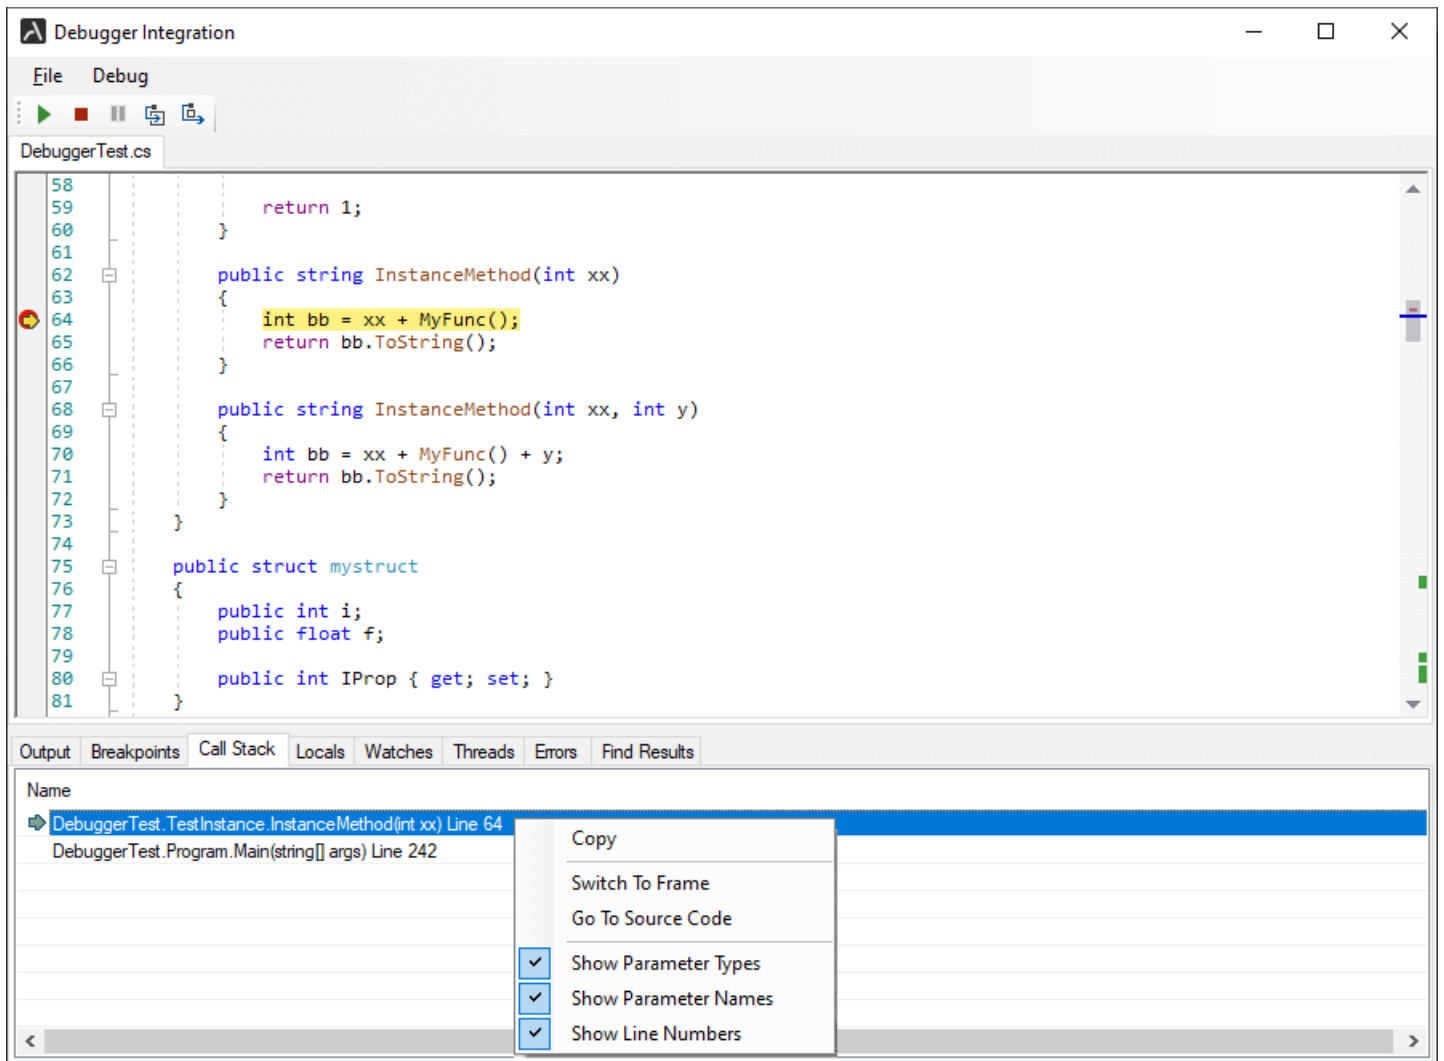 Debugger Integration
File Debug
DebuggerTest.cs
58
59 return 1;
60 }
61
62 public string InstanceMethod(int xx)
63 {
64 int bb = xx + MyFunc();
65 return bb.ToString();
66 }
67
68 public string InstanceMethod(int xx, int y)
69 {
70 int bb = xx + MyFunc() + y;
71 return bb.ToString();
72 }
73 }
74
75 public struct mystruct
76 {
77 public int i;
78 public float f;
79
80 public int IProp { get; set; }
81 }
Output Breakpoints Call Stack Locals Watches Threads Errors Find Results
Name
DebuggerTest.TestInstance.InstanceMethod(int xx) Line 64
DebuggerTest.Program.Main(string[] args) Line 242
Copy
Switch To Frame
Go To Source Code
Show Parameter Types
Show Parameter Names
Show Line Numbers